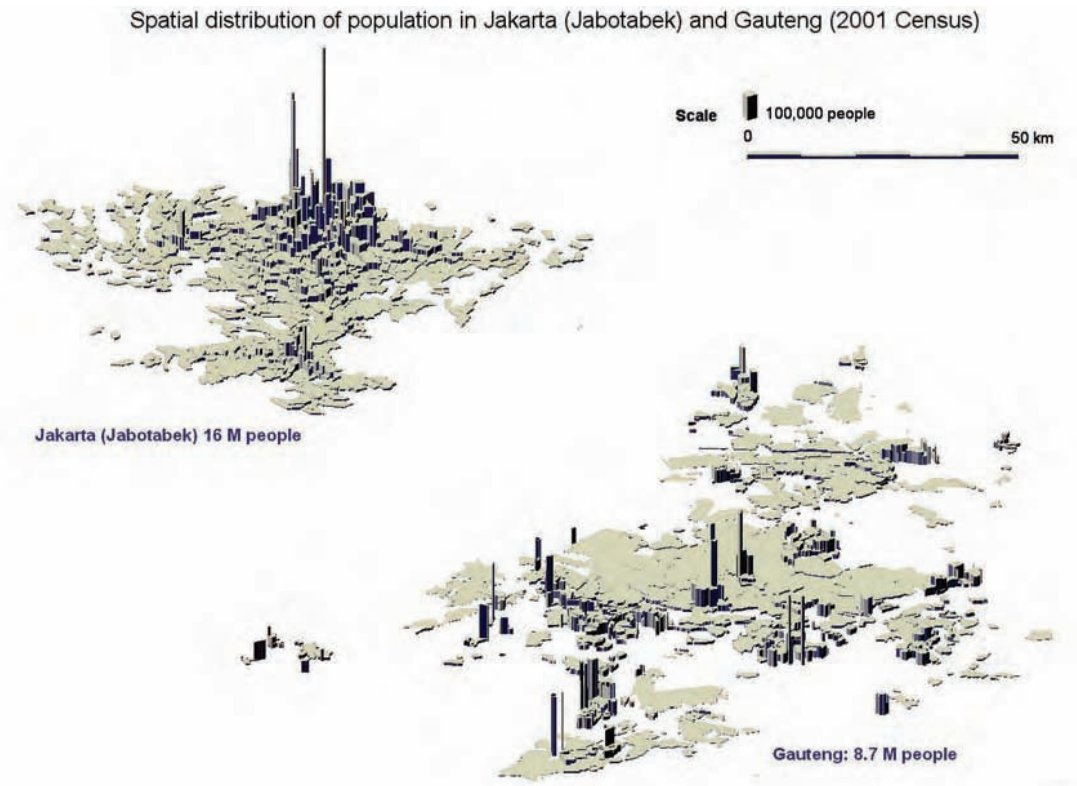 Spatial distribution of population in Jakarta (Jabotabek) and Gauteng (2001 Census)
Scale
100,000 people
0
50 km
Jakarta (Jabotabek) 16 M people
Gauteng: 8.7 M people